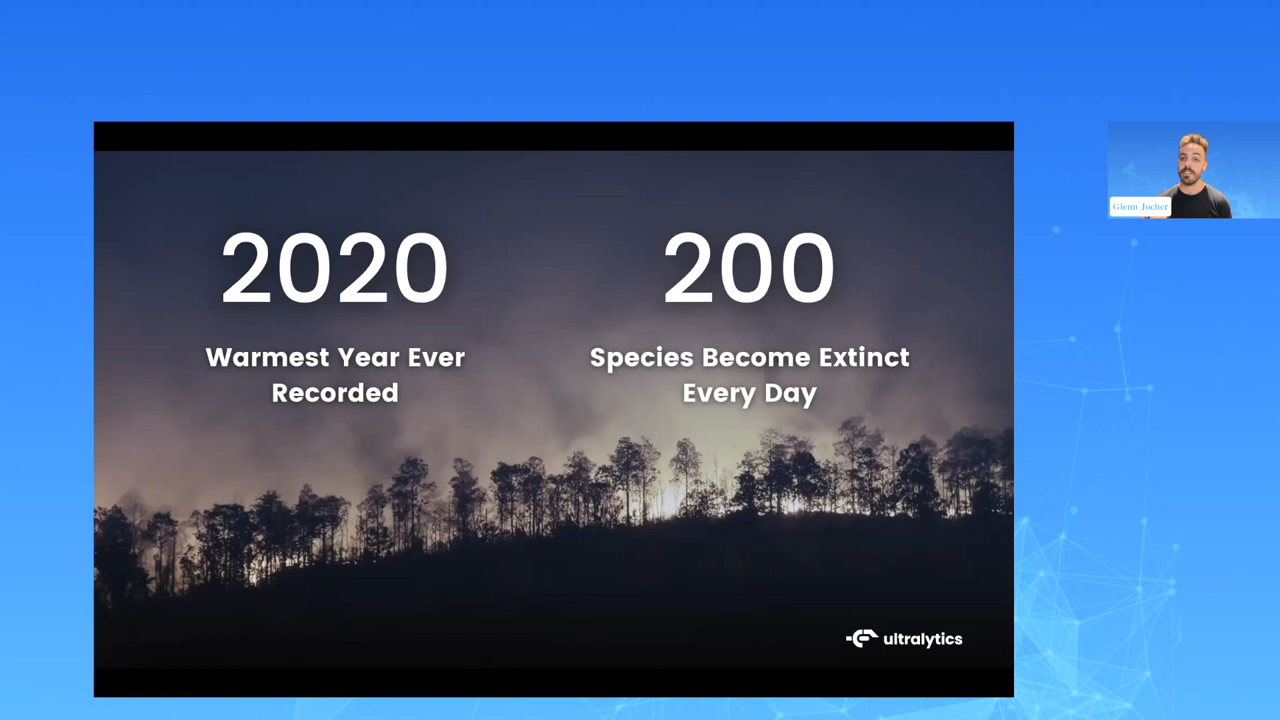 2020
Warmest Year Ever
Recorded
200
Species Become Extinct
Every Day
ultralytics
Glenn Jocher